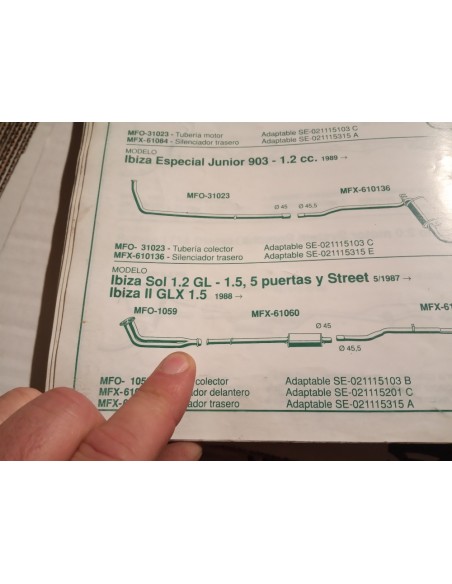 MFO-31023 - Tubería motor Adaptable SE-021115103 C
MFX-61084 - Silenciador trasero Adaptable SE-021115315 A
MODELO
Ibiza Especial Junior 903 - 1.2 cc. 1989 →
MFO-31023 Ø 45 Ø 45,5 MFX-610136
MFO- 31023 - Tubería colector Adaptable SE-021115103 C
MFX-610136 - Silenciador trasero Adaptable SE-021115315 E
MODELO
Ibiza Sol 1.2 GL - 1.5, 5 puertas y Street 5/1987 →
Ibiza II GLX 1.5 1988 →
MFO-1059 MFX-61060 Ø 45 Ø 45,5
MFO- colector Adaptable SE-021115103 B
delantero Adaptable SE-021115201 C
trasero Adaptable SE-021115315 A